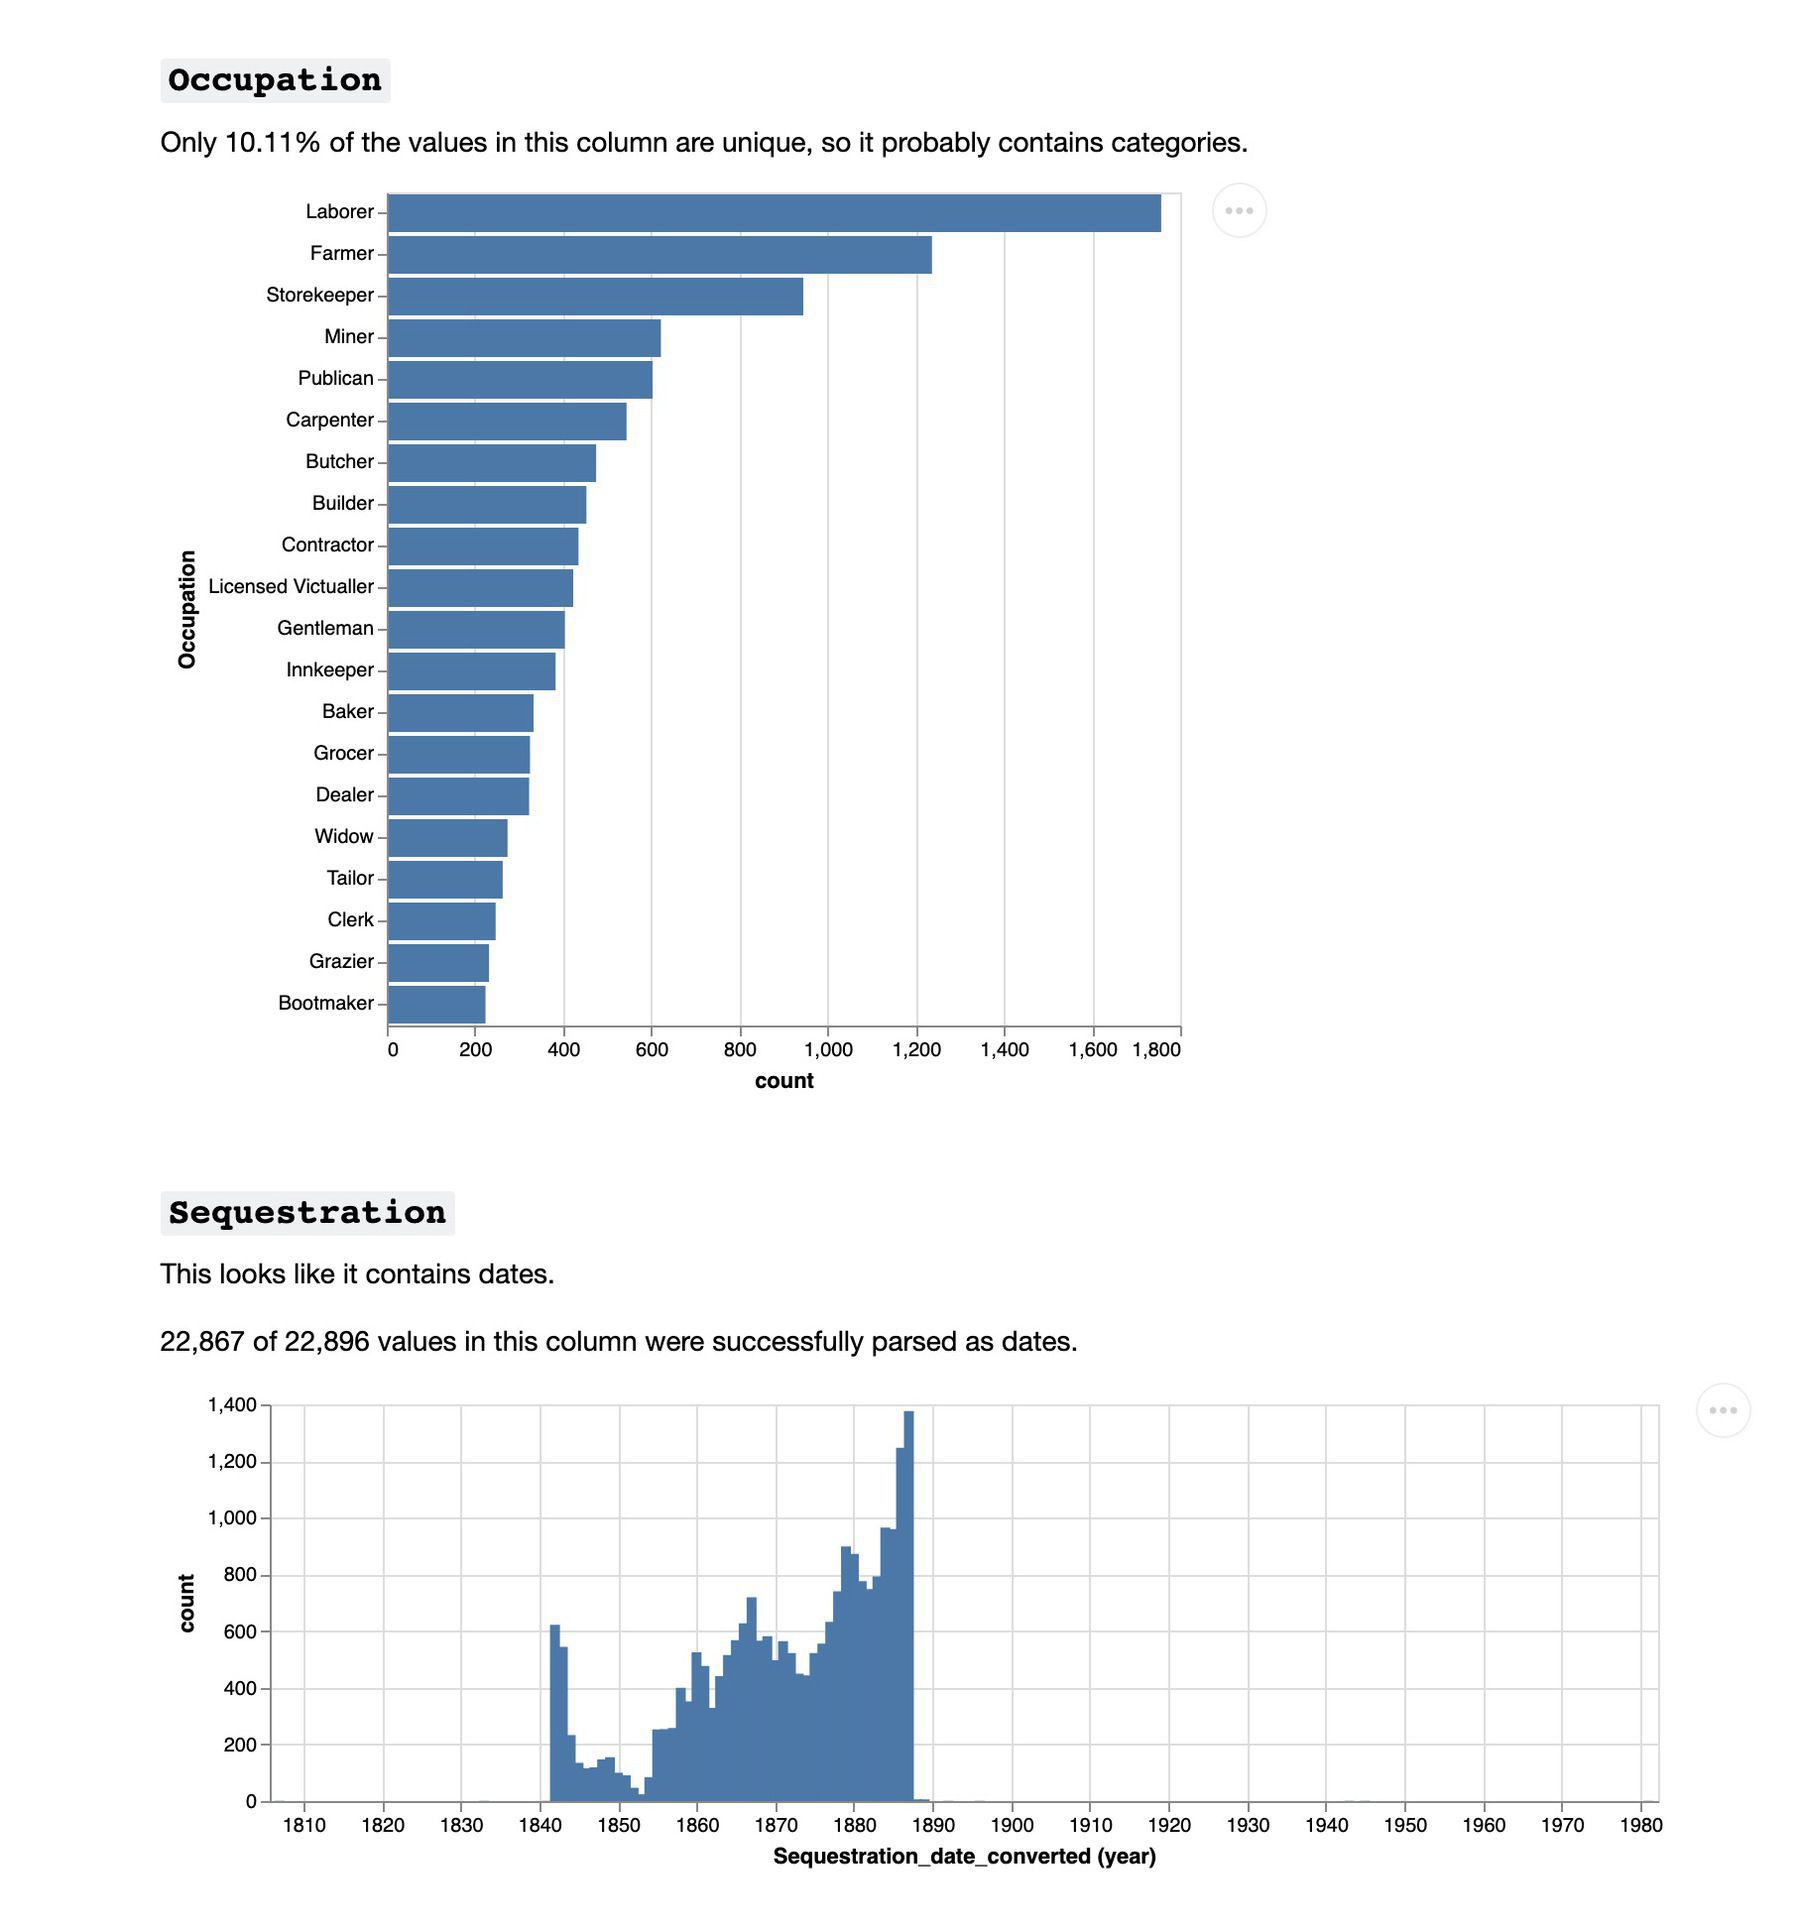 Occupation
Only 10.11% of the values in this column are unique, so it probably contains categories.
Occupation
Laborer
Farmer
Storekeeper
Miner
Publican
Carpenter
Butcher
Builder
Contractor
Licensed Victualler
Gentleman
Innkeeper
Baker
Grocer
Dealer
Widow
Tailor
Clerk
Grazier
Bootmaker
0 200 400 600 800 1,000 1,200 1,400 1,600 1,800
count
Sequestration
This looks like it contains dates.
22,867 of 22,896 values in this column were successfully parsed as dates.
count
1,400
1,200
1,000
800
600
400
200
0
1810 1820 1830 1840 1850 1860 1870 1880 1890 1900 1910 1920 1930 1940 1950 1960 1970 1980
Sequestration_date_converted (year)